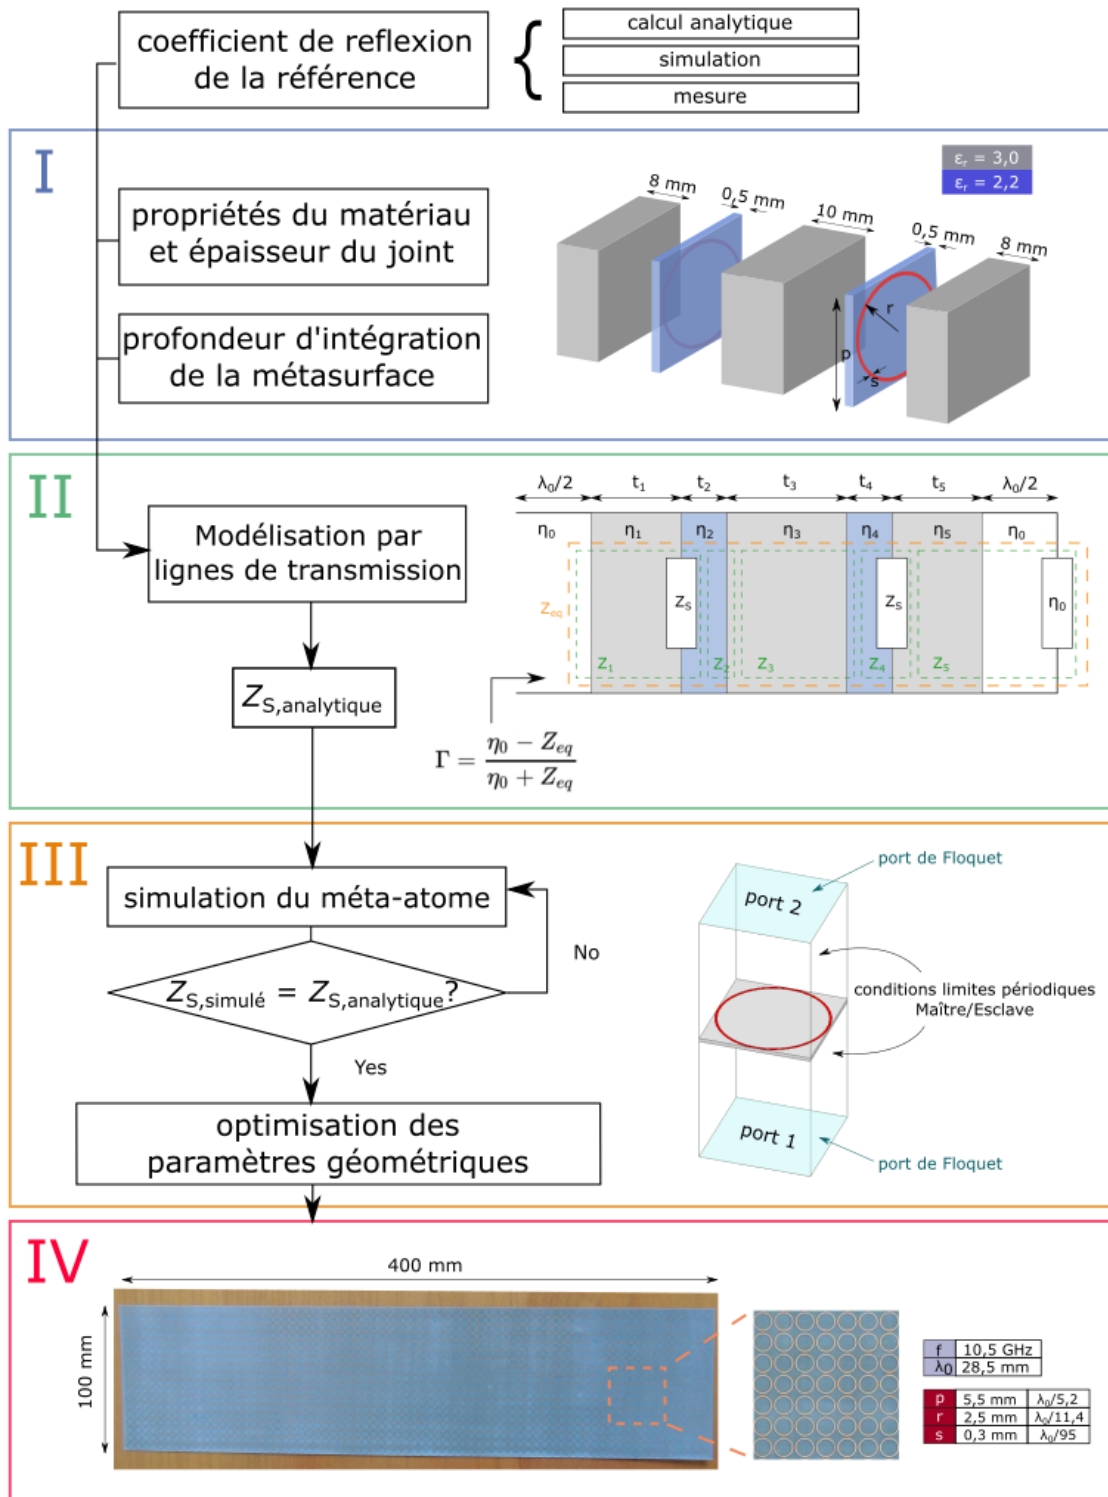 coefficient de reflexion
de la référence
{
calcul analytique
simulation
mesure
I
propriétés du matériau
et épaisseur du joint
profondeur d'intégration
de la métasurface
εr = 3,0
εr = 2,2
8 mm
0,5 mm
10 mm
0,5 mm
8 mm
r
p
s
II
Modélisation par
lignes de transmission
ZS,analytique
λ0/2 t1 t2 t3 t4 t5 λ0/2
η0 η1 η2 η3 η4 η5 η0
Zeq ZS ZS η0
Z1 Z2 Z3 Z4 Z5
Γ = (η0 − Zeq)/(η0 + Zeq)
III
simulation du méta-atome
No
ZS,simulé = ZS,analytique?
Yes
optimisation des
paramètres géométriques
port de Floquet
port 2
conditions limites périodiques
Maître/Esclave
port 1
port de Floquet
IV
400 mm
100 mm
f 10,5 GHz
λ0 28,5 mm
p 5,5 mm λ0/5,2
r 2,5 mm λ0/11,4
s 0,3 mm λ0/95